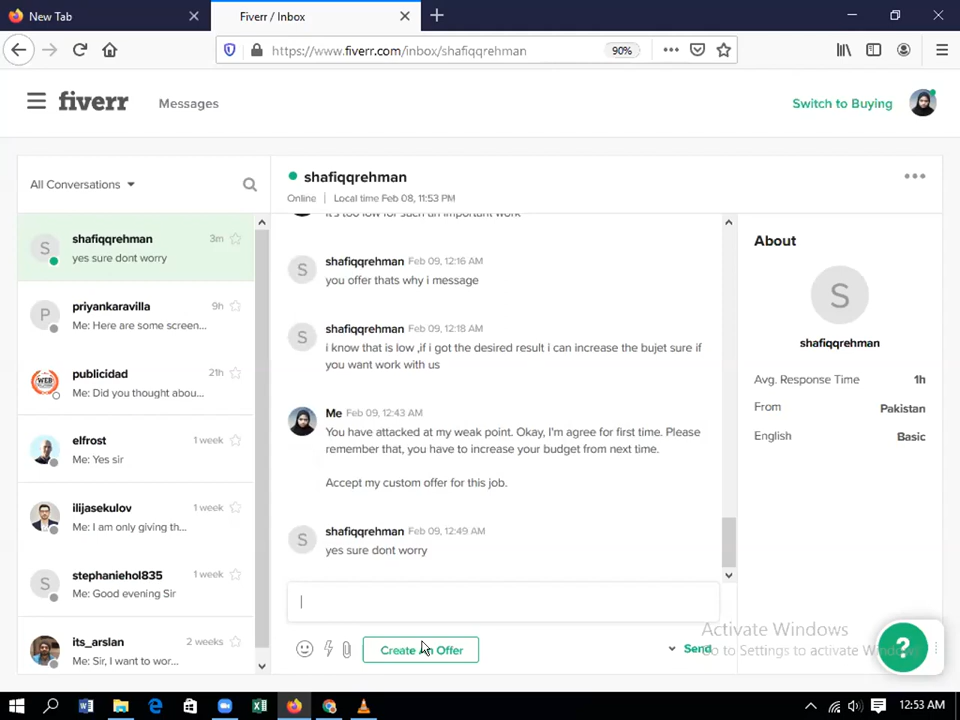 New Tab
Fiverr / Inbox
https://www.fiverr.com/inbox/shafiqqrehman
90%
fiverr
Messages
Switch to Buying
All Conversations
shafiqqrehman
Online
Local time Feb 08, 11:53 PM
shafiqqrehman
3m
yes sure dont worry
priyankaravilla
9h
Me: Here are some screen...
publicidad
21h
Me: Did you thought abou...
elfrost
1 week
Me: Yes sir
ilijasekulov
1 week
Me: I am only giving th...
stephaniehol835
1 week
Me: Good evening Sir
its_arslan
2 weeks
Me: Sir, I want to wor...
It's too low for such an important work
S
shafiqqrehman Feb 09, 12:16 AM
you offer thats why i message
S
shafiqqrehman Feb 09, 12:18 AM
i know that is low ,if i got the desired result i can increase the bujet sure if
you want work with us
Me Feb 09, 12:43 AM
You have attacked at my weak point. Okay, I'm agree for first time. Please
remember that, you have to increase your budget from next time.
Accept my custom offer for this job.
S
shafiqqrehman Feb 09, 12:49 AM
yes sure dont worry
Send
About
S
shafiqqrehman
Avg. Response Time
1h
From
Pakistan
English
Basic
Activate Windows
Go to Settings to activate Windows.
?
12:53 AM